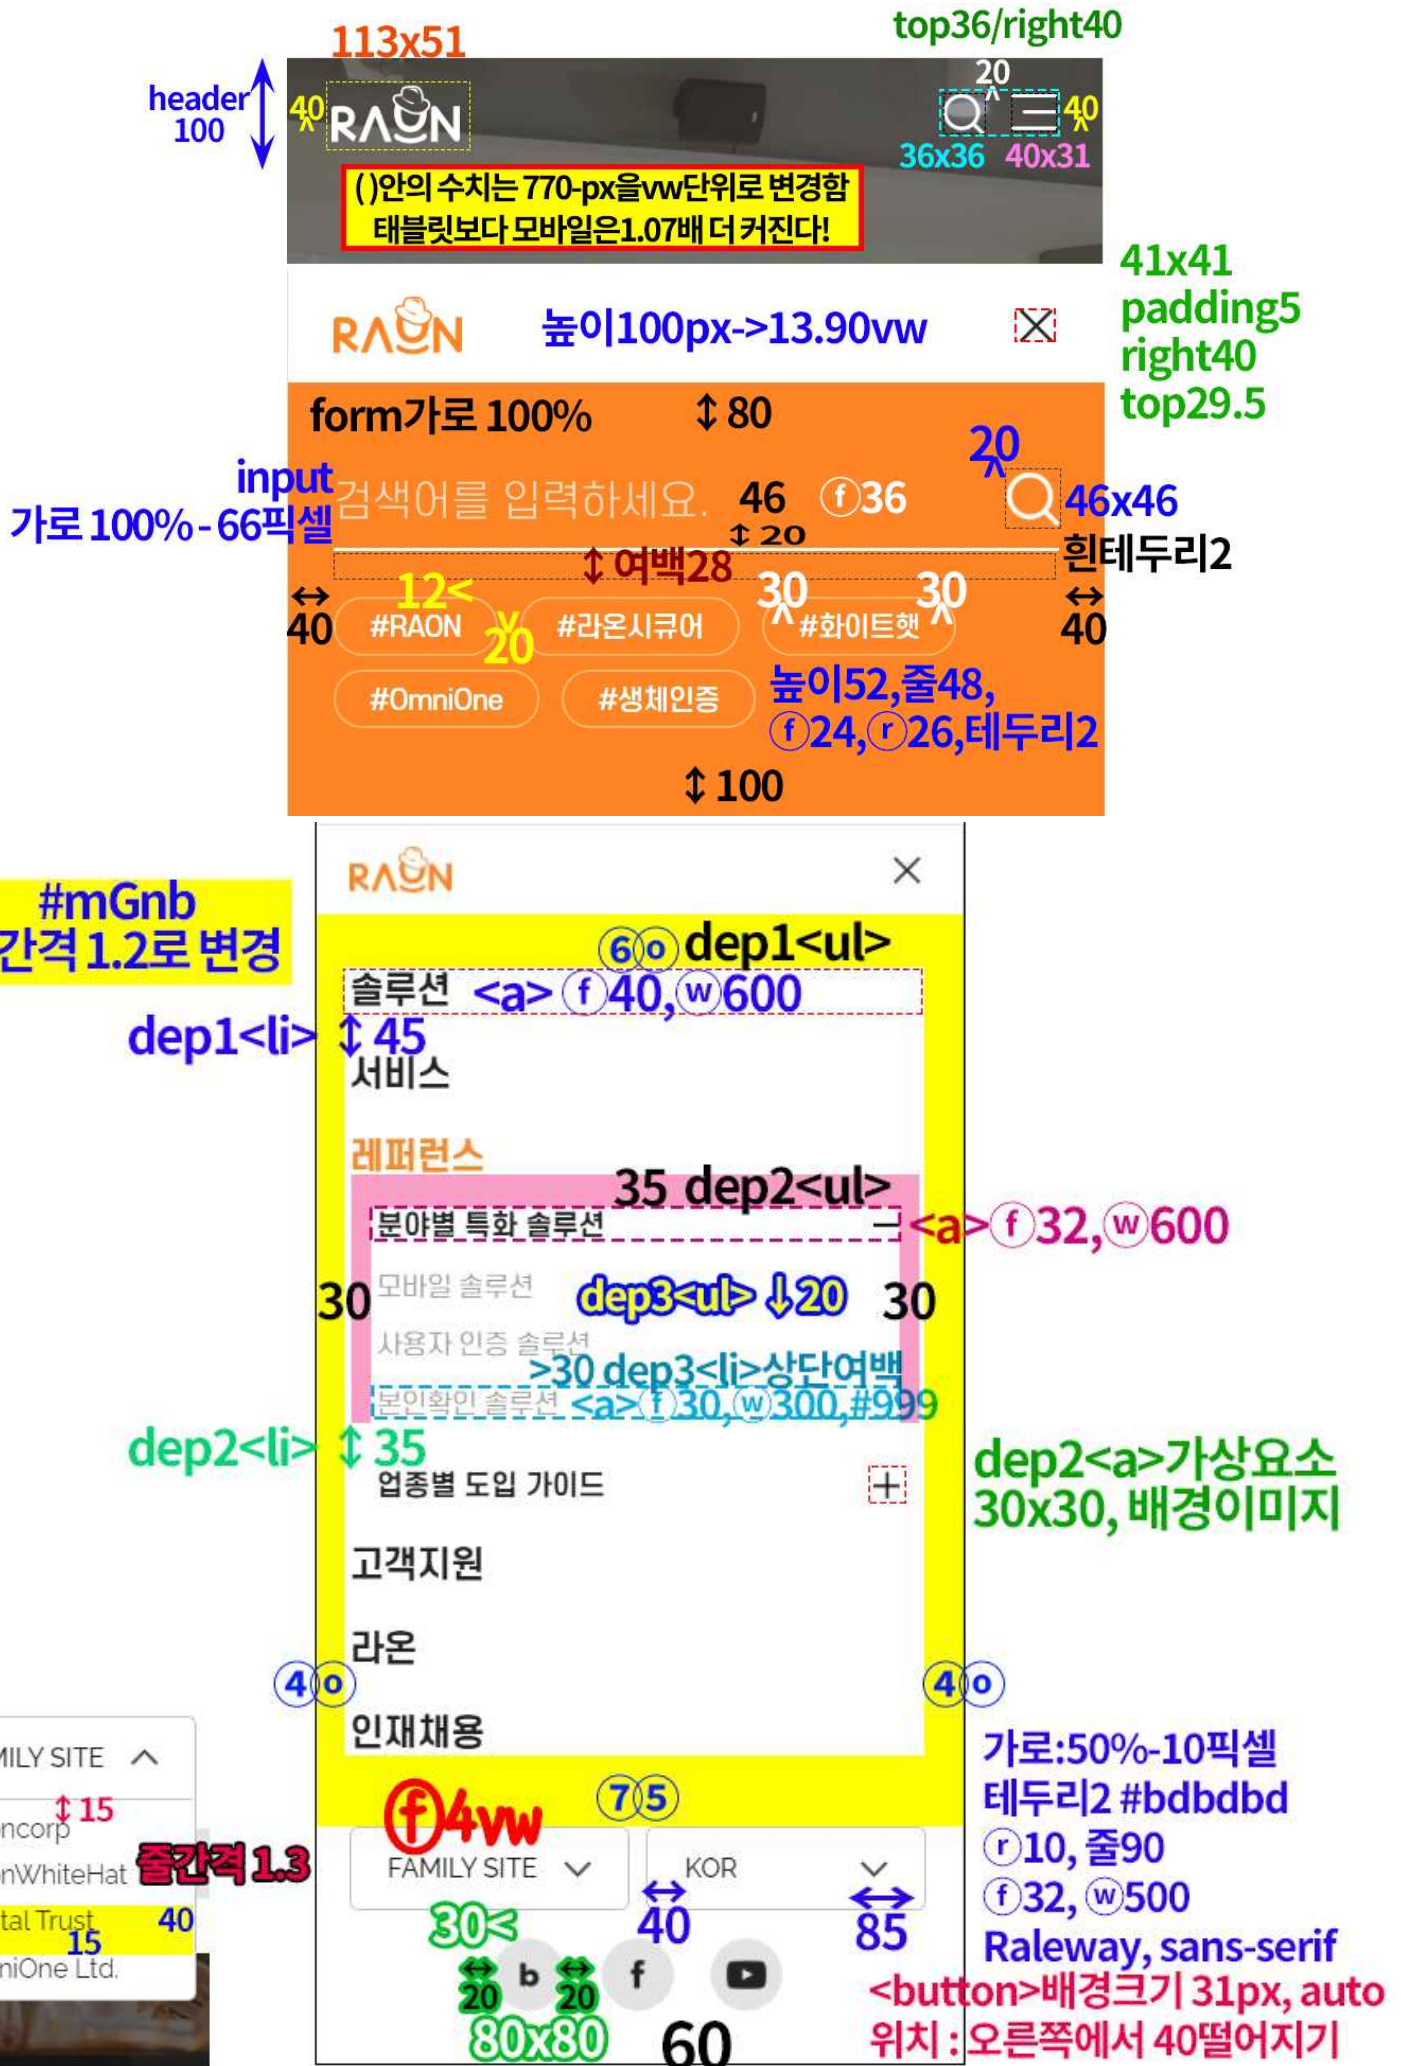 113x51
top36/right40
header
100
40
RAON
20
40
36x36
40x31
( )안의 수치는 770-px을vw단위로 변경함
태블릿보다 모바일은1.07배 더 커진다!
RAON
높이100px->13.90vw
41x41
padding5
right40
top29.5
form가로 100%
↕ 80
20
input
가로 100% - 66픽셀
검색어를 입력하세요.
46
ⓕ36
46x46
↕ 20
흰테두리2
↕ 여백28
12<
30
30
↔
40
#RAON
20
#라온시큐어
#화이트햇
↔
40
#OmniOne
#생체인증
높이52,줄48,
ⓕ24,ⓡ26,테두리2
↕ 100
RAON
#mGnb
간격 1.2로 변경
⑥ⓞ dep1<ul>
솔루션
<a> ⓕ40,ⓦ600
dep1<li> ↕ 45
서비스
레퍼런스
35 dep2<ul>
분야별 특화 솔루션
<a>ⓕ32,ⓦ600
30
모바일 솔루션
dep3<ul> ↓20
30
사용자 인증 솔루션
>30 dep3<li>상단여백
본인확인 솔루션
<a>ⓕ30,ⓦ300,#999
dep2<li> ↕ 35
업종별 도입 가이드
dep2<a>가상요소
30x30, 배경이미지
고객지원
라온
④ⓞ
④ⓞ
인재채용
MILY SITE
↕ 15
ncorp
nWhiteHat
줄간격 1.3
tal Trust
40
15
niOne Ltd.
⑦⑤
ⓕ4vw
FAMILY SITE
KOR
↔
40
↔
85
가로:50%-10픽셀
테두리2 #bdbdbd
ⓡ10, 줄90
ⓕ32, ⓦ500
Raleway, sans-serif
<button>배경크기 31px, auto
위치 : 오른쪽에서 40떨어지기
30<
↔
20
b
↔
20
f
80x80
60